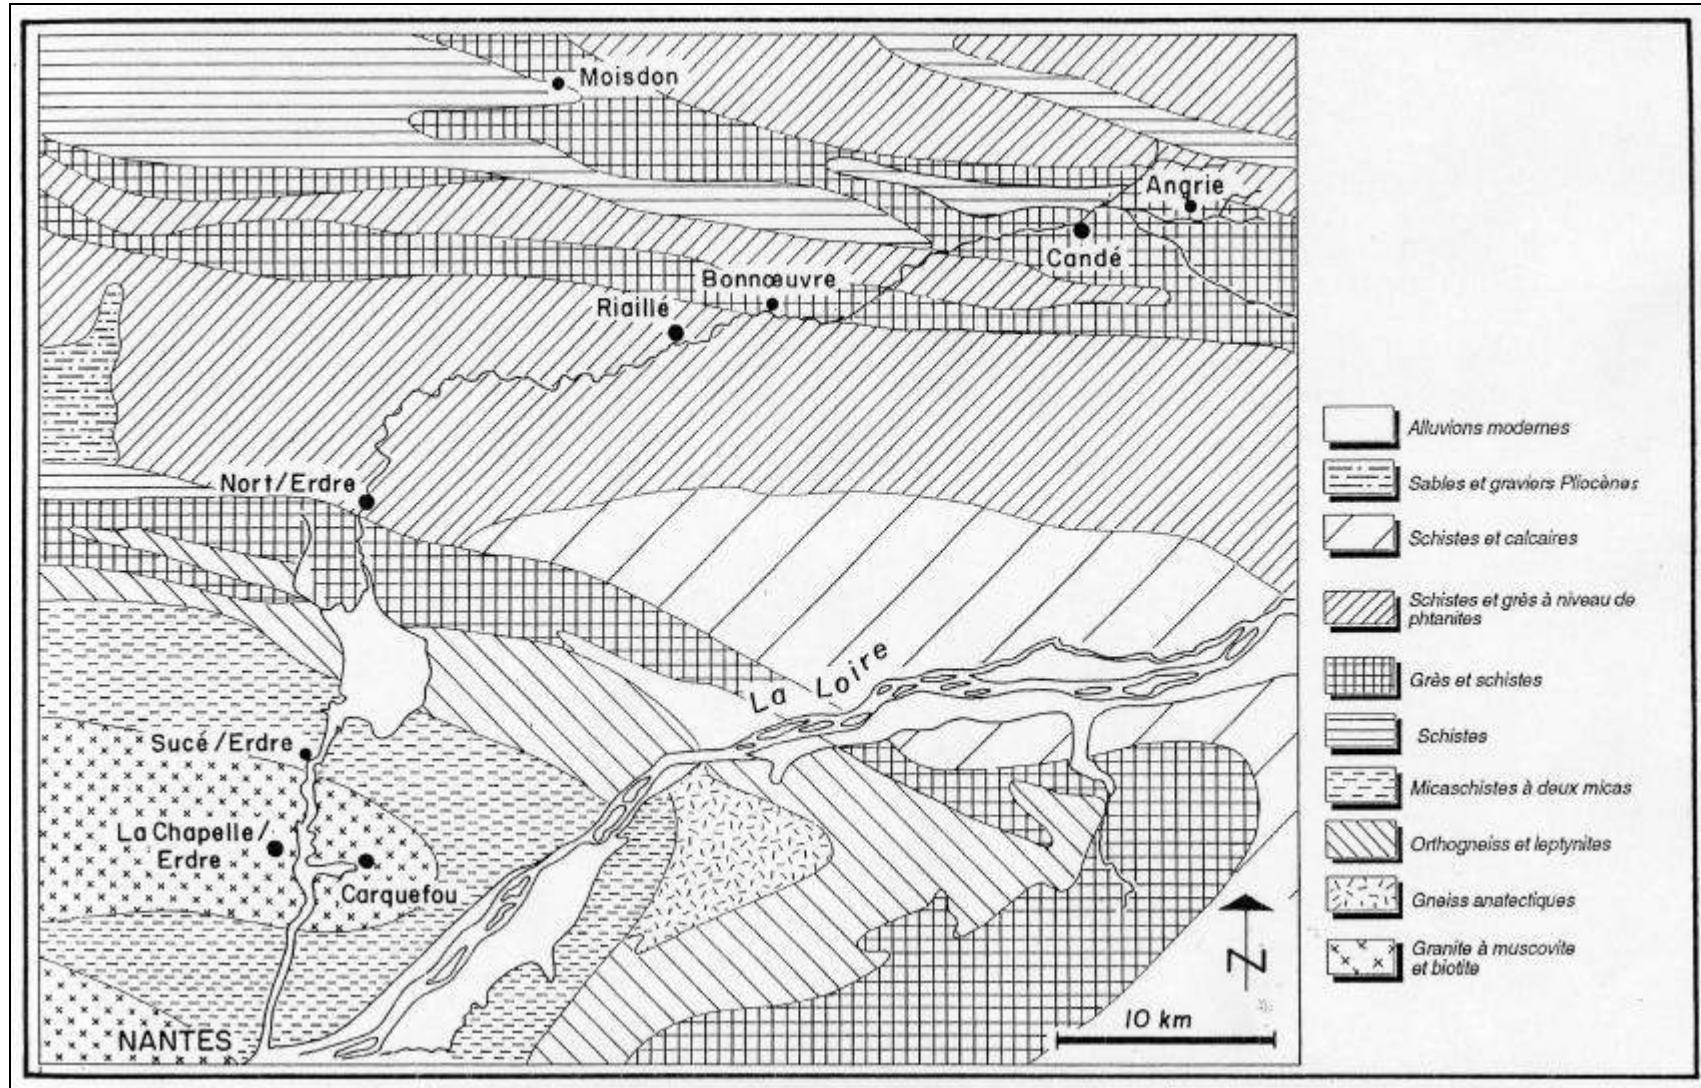 Moisdon
Angrie
Candé
Bonnœuvre
Riaillé
Nort/Erdre
La Loire
Sucé/Erdre
La Chapelle/
Erdre
Carquefou
NANTES
N
10 km
Alluvions modernes
Sables et graviers Pliocènes
Schistes et calcaires
Schistes et grès à niveau de
phtanites
Grès et schistes
Schistes
Micaschistes à deux micas
Orthogneiss et leptynites
Gneiss anatectiques
Granite à muscovite
et biotite